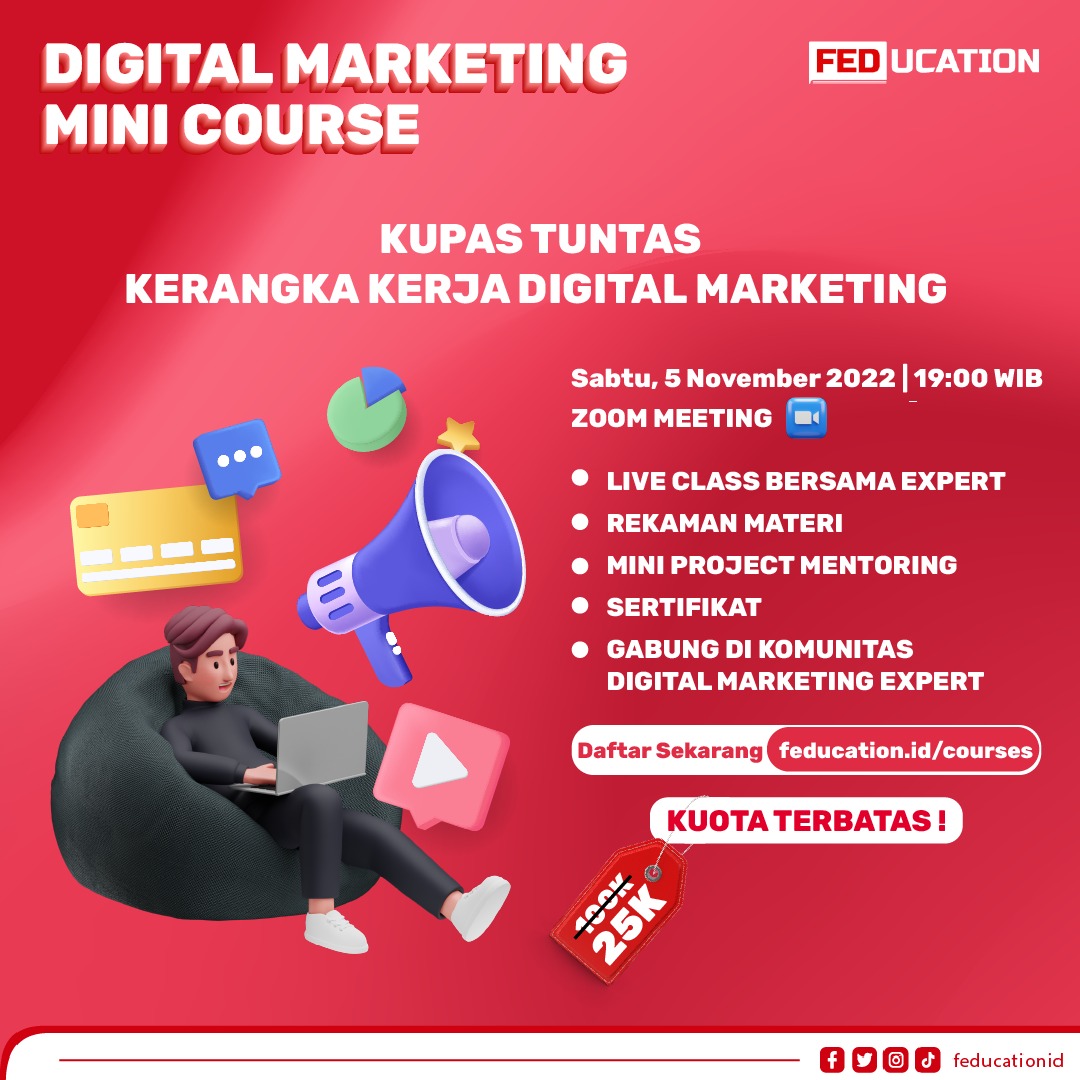 DIGITAL MARKETING
MINI COURSE
FEDUCATION
KUPAS TUNTAS
KERANGKA KERJA DIGITAL MARKETING
Sabtu, 5 November 2022 | 19:00 WIB
ZOOM MEETING
LIVE CLASS BERSAMA EXPERT
REKAMAN MATERI
MINI PROJECT MENTORING
SERTIFIKAT
GABUNG DI KOMUNITAS
DIGITAL MARKETING EXPERT
Daftar Sekarang feducation.id/courses
KUOTA TERBATAS !
100K
25K
feducationid